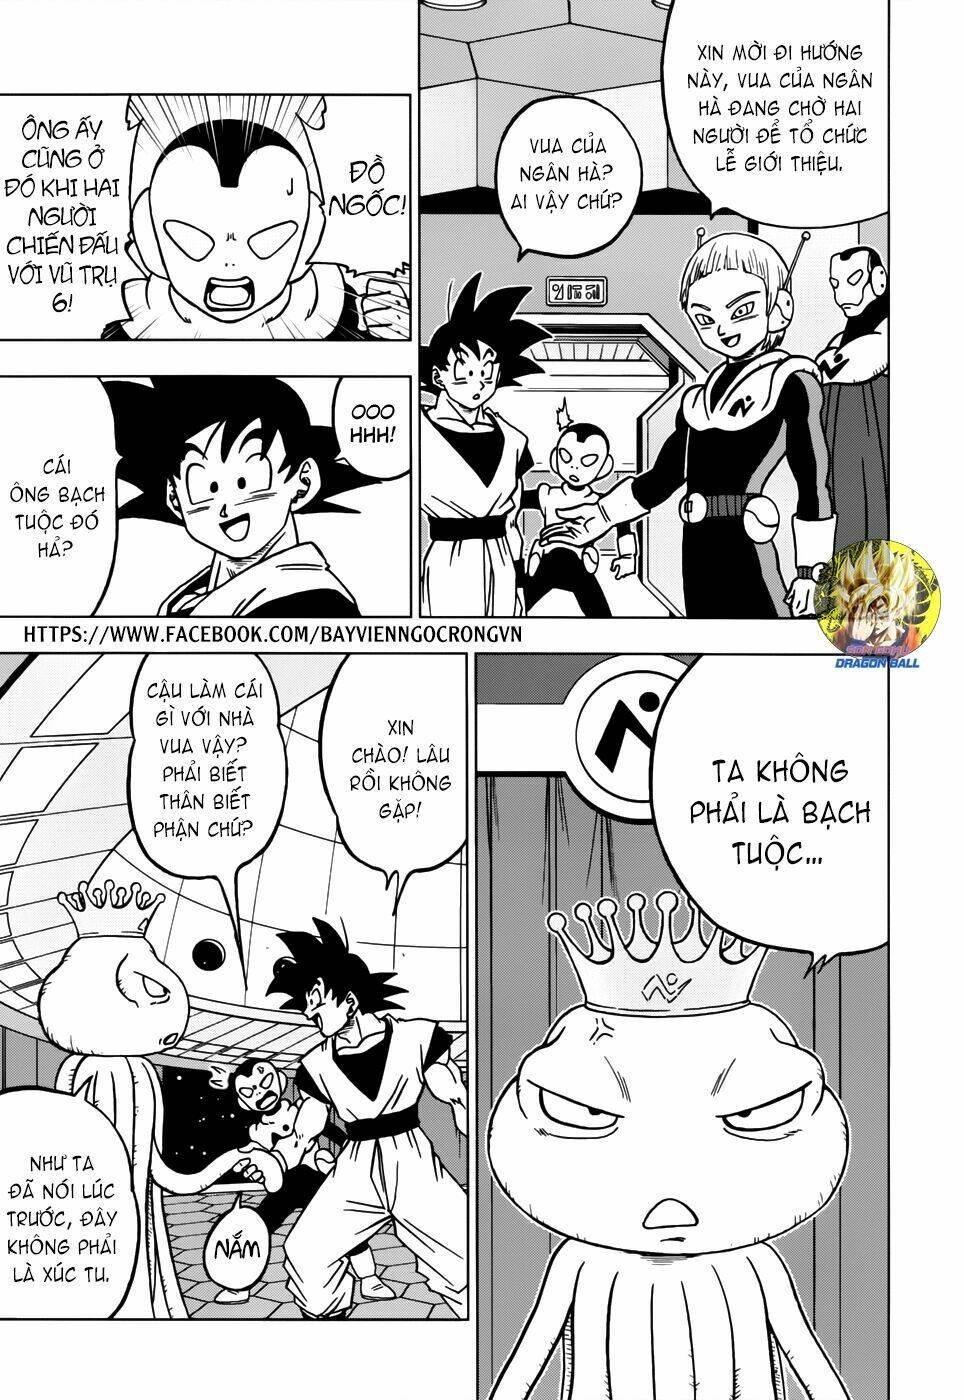 XIN MỜI ĐI HƯỚNG
NÀY, VUA CỦA NGÂN
HÀ ĐANG CHỜ HAI
NGƯỜI ĐỂ TỔ CHỨC
LỄ GIỚI THIỆU.
VUA CỦA
NGÂN HÀ?
AI VẬY CHỨ?
ĐỒ
NGỐC!
ÔNG ẤY
CŨNG Ở
ĐÓ KHI HAI
NGƯỜI
CHIẾN ĐẤU
VỚI VŨ TRỤ
6!
OOO
HHH!
CÁI
ÔNG BẠCH
TUỘC ĐÓ
HẢ?
HTTPS://WWW.FACEBOOK.COM/BAYVIENNGOCRONGVN
SON GOKU
DRAGON BALL
TA KHÔNG
PHẢI LÀ BẠCH
TUỘC...
XIN
CHÀO! LÂU
RỒI KHÔNG
GẶP!
CẬU LÀM CÁI
GÌ VỚI NHÀ
VUA VẬY?
PHẢI BIẾT
THÂN BIẾT
PHẬN CHỨ?
NẮM
NHƯ TA
ĐÃ NÓI LÚC
TRƯỚC, ĐÂY
KHÔNG PHẢI
LÀ XÚC TU.